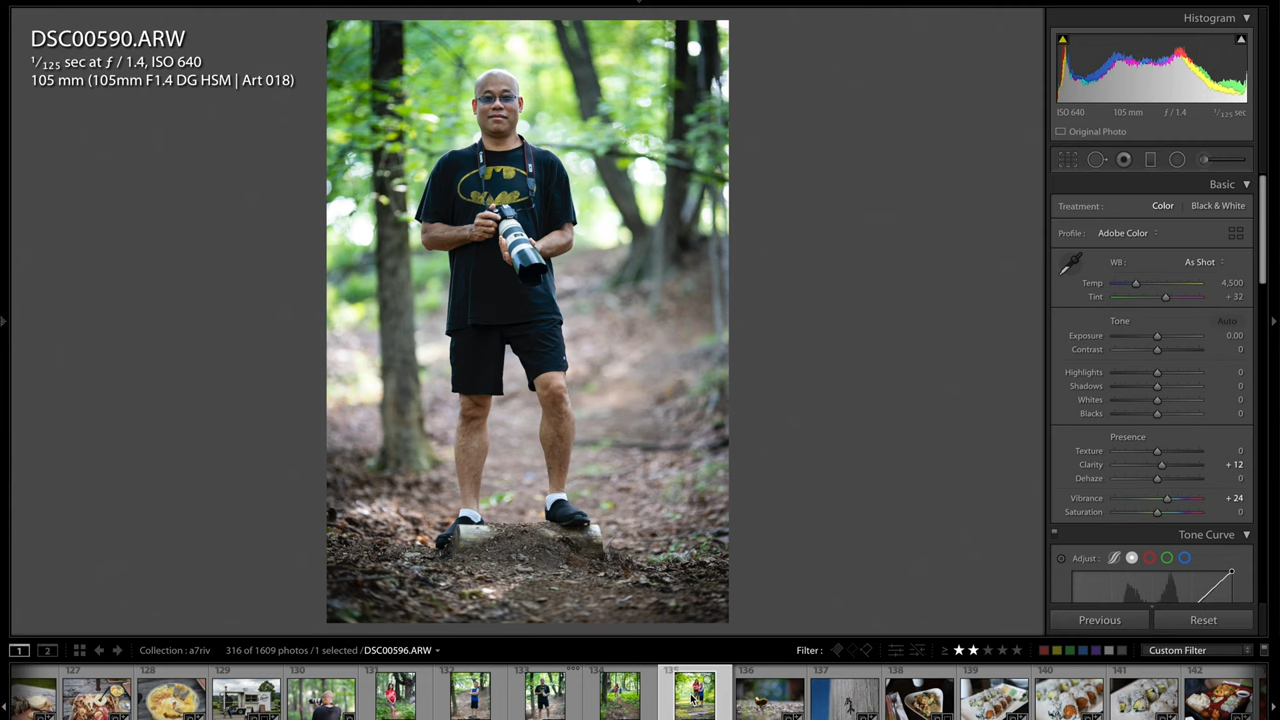 DSC00590.ARW
1/125 sec at ƒ / 1.4, ISO 640
105 mm (105mm F1.4 DG HSM | Art 018)
Histogram
ISO 640 105 mm ƒ / 1.4 1/125 sec
Original Photo
Basic
Treatment : Color Black & White
Profile : Adobe Color
WB : As Shot
Temp 4,500
Tint + 32
Tone Auto
Exposure 0.00
Contrast 0
Highlights 0
Shadows 0
Whites 0
Blacks 0
Presence
Texture 0
Clarity + 12
Dehaze 0
Vibrance + 24
Saturation 0
Tone Curve
Adjust :
Previous Reset
1 2 Collection : a7riv 316 of 1609 photos / 1 selected / DSC00596.ARW Filter : ≥ ★ ★ ★ ★ ★ Custom Filter
127 128 129 130 131 132 133 134 135 136 137 138 139 140 141 142